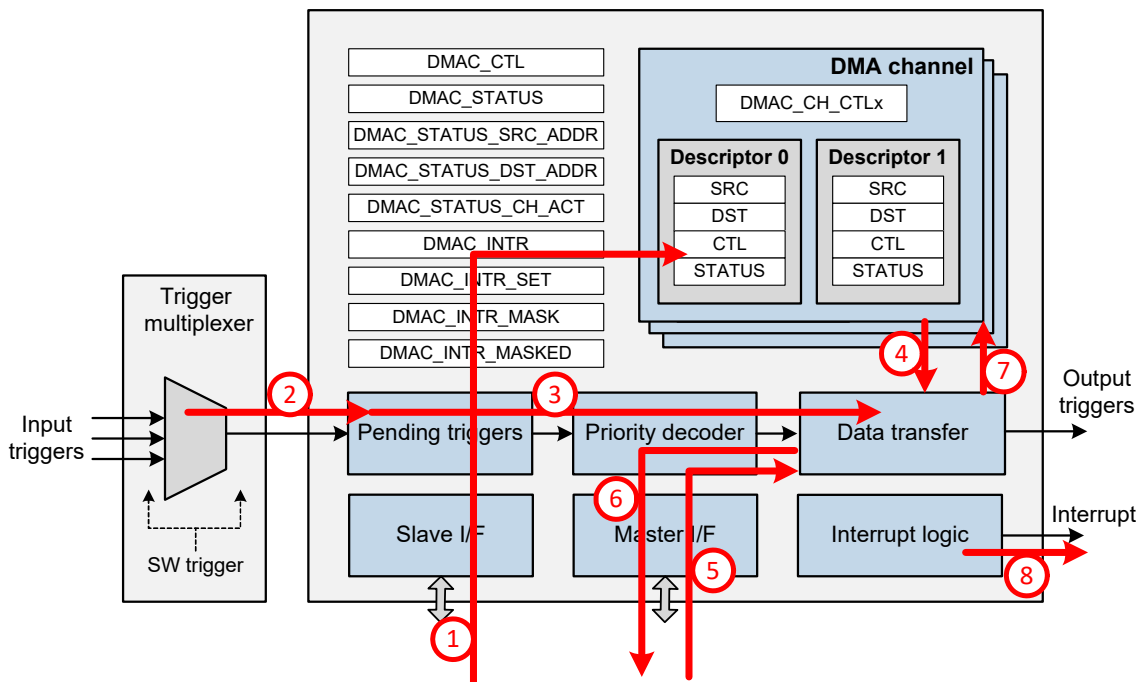 DMAC_CTL
DMAC_STATUS
DMAC_STATUS_SRC_ADDR
DMAC_STATUS_DST_ADDR
DMAC_STATUS_CH_ACT
DMAC_INTR
DMAC_INTR_SET
DMAC_INTR_MASK
DMAC_INTR_MASKED
DMA channel
DMAC_CH_CTLx
Descriptor 0
SRC
DST
CTL
STATUS
Descriptor 1
SRC
DST
CTL
STATUS
Trigger
multiplexer
Input
triggers
SW trigger
2
3
4
7
Pending triggers
Priority decoder
Data transfer
Output
triggers
6
Slave I/F
Master I/F
Interrupt logic
Interrupt
5
8
1